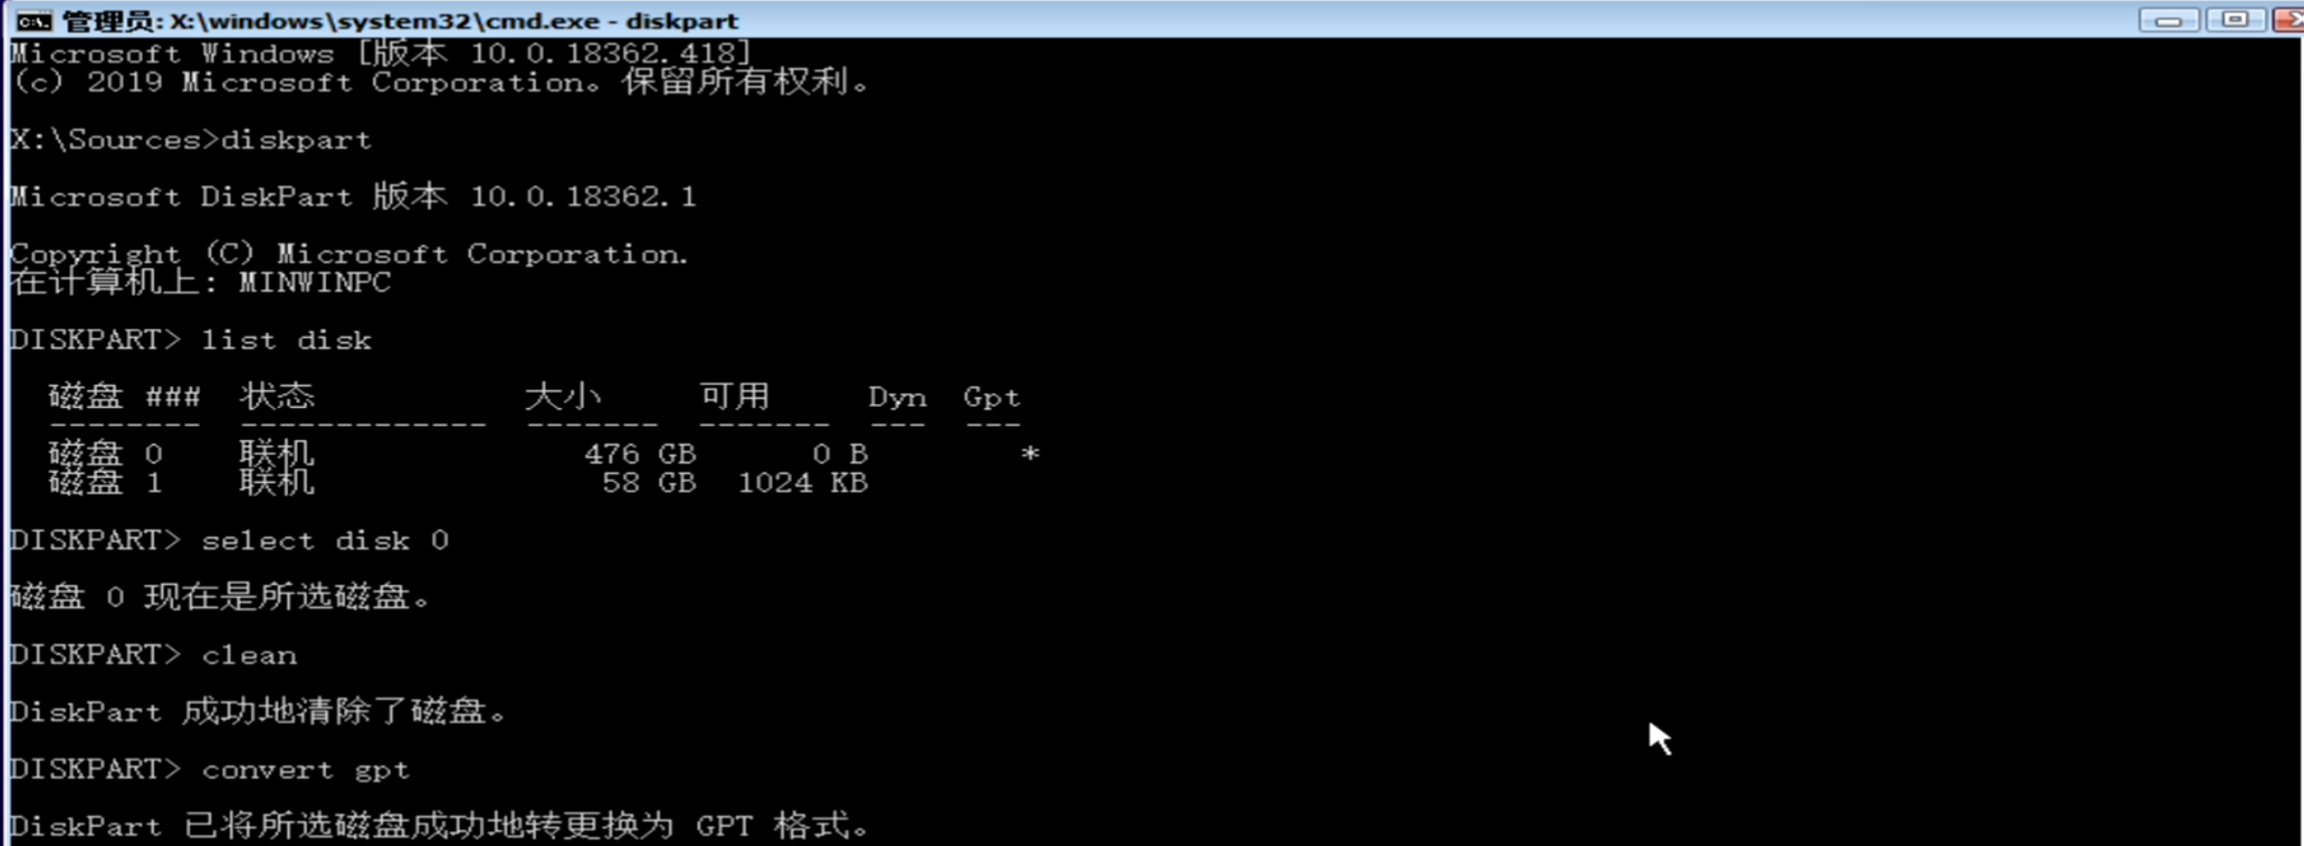 管理员: X:\windows\system32\cmd.exe - diskpart
Microsoft Windows [版本 10.0.18362.418]
(c) 2019 Microsoft Corporation。保留所有权利。
X:\Sources>diskpart
Microsoft DiskPart 版本 10.0.18362.1
Copyright (C) Microsoft Corporation.
在计算机上: MINWINPC
DISKPART> list disk
磁盘 ### 状态 大小 可用 Dyn Gpt
-------- ------------- ------- ------- --- ---
磁盘 0 联机 476 GB 0 B *
磁盘 1 联机 58 GB 1024 KB
DISKPART> select disk 0
磁盘 0 现在是所选磁盘。
DISKPART> clean
DiskPart 成功地清除了磁盘。
DISKPART> convert gpt
DiskPart 已将所选磁盘成功地转更换为 GPT 格式。